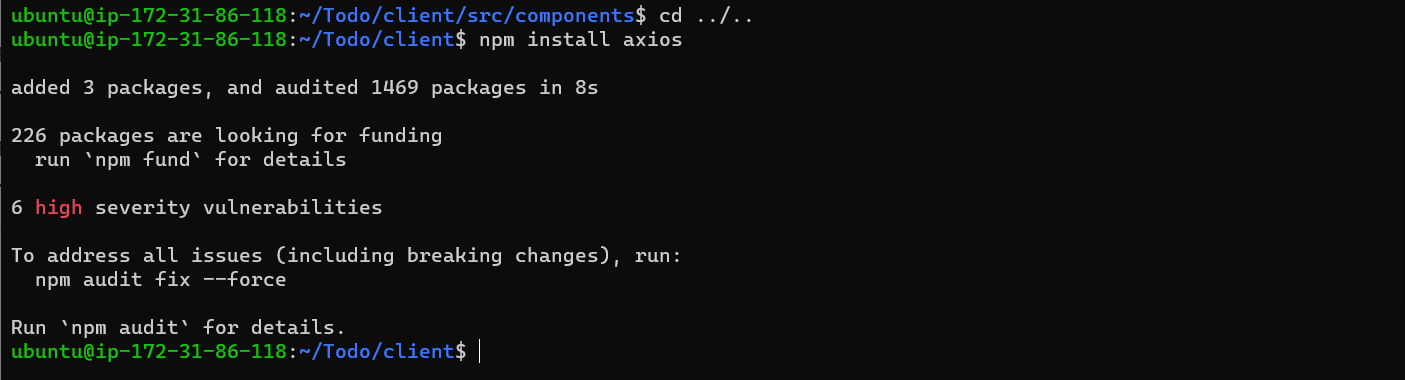 ubuntu@ip-172-31-86-118:~/Todo/client/src/components$ cd ../..
ubuntu@ip-172-31-86-118:~/Todo/client$ npm install axios
added 3 packages, and audited 1469 packages in 8s
226 packages are looking for funding
  run `npm fund` for details
6 high severity vulnerabilities
To address all issues (including breaking changes), run:
  npm audit fix --force
Run `npm audit` for details.
ubuntu@ip-172-31-86-118:~/Todo/client$